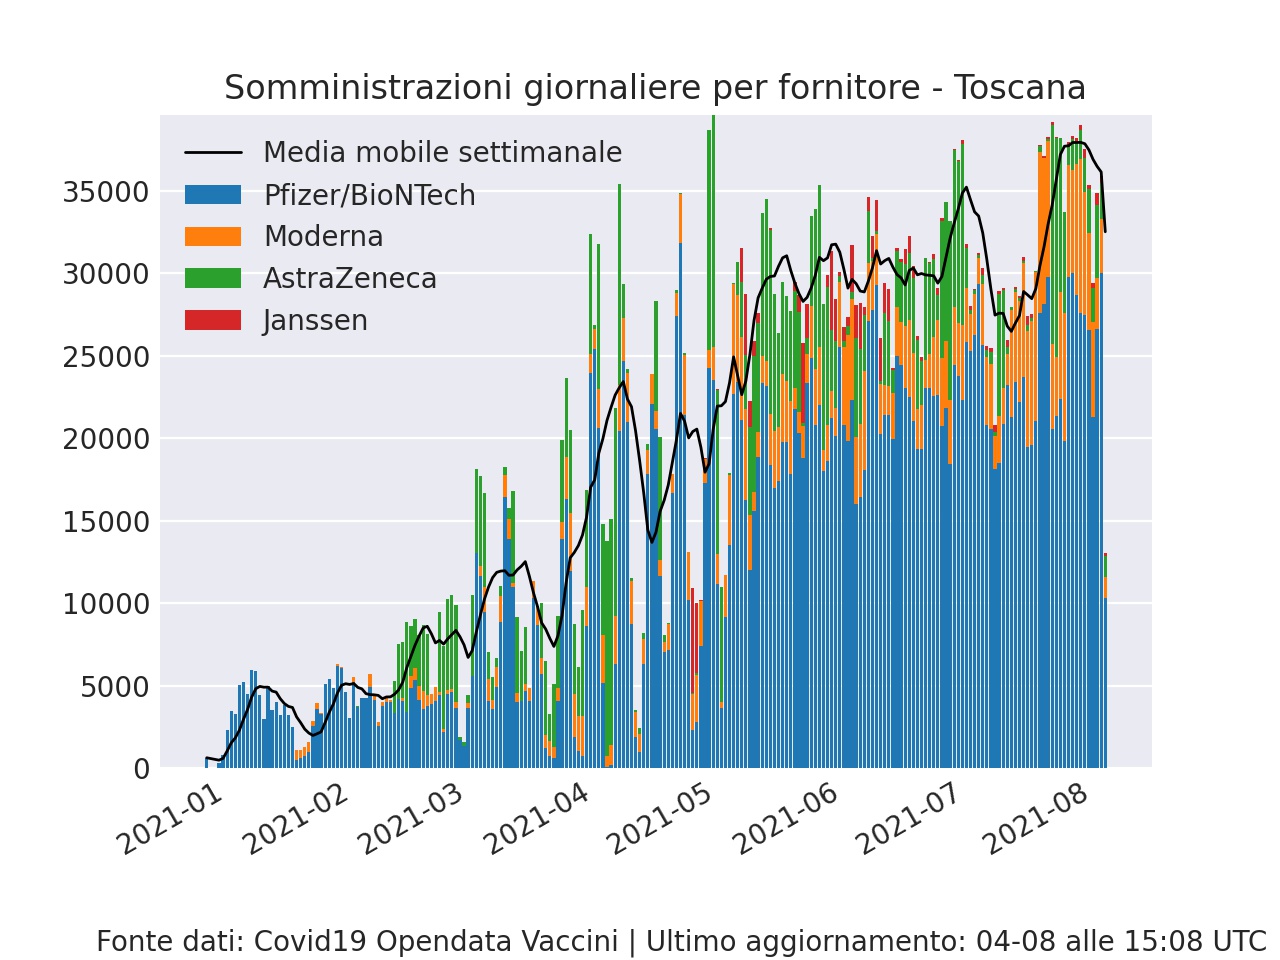 Somministrazioni giornaliere per fornitore - Toscana
Media mobile settimanale
Pfizer/BioNTech
Moderna
AstraZeneca
Janssen
35000
30000
25000
20000
15000
10000
5000
0
2021-01
2021-02
2021-03
2021-04
2021-05
2021-06
2021-07
2021-08
Fonte dati: Covid19 Opendata Vaccini | Ultimo aggiornamento: 04-08 alle 15:08 UTC